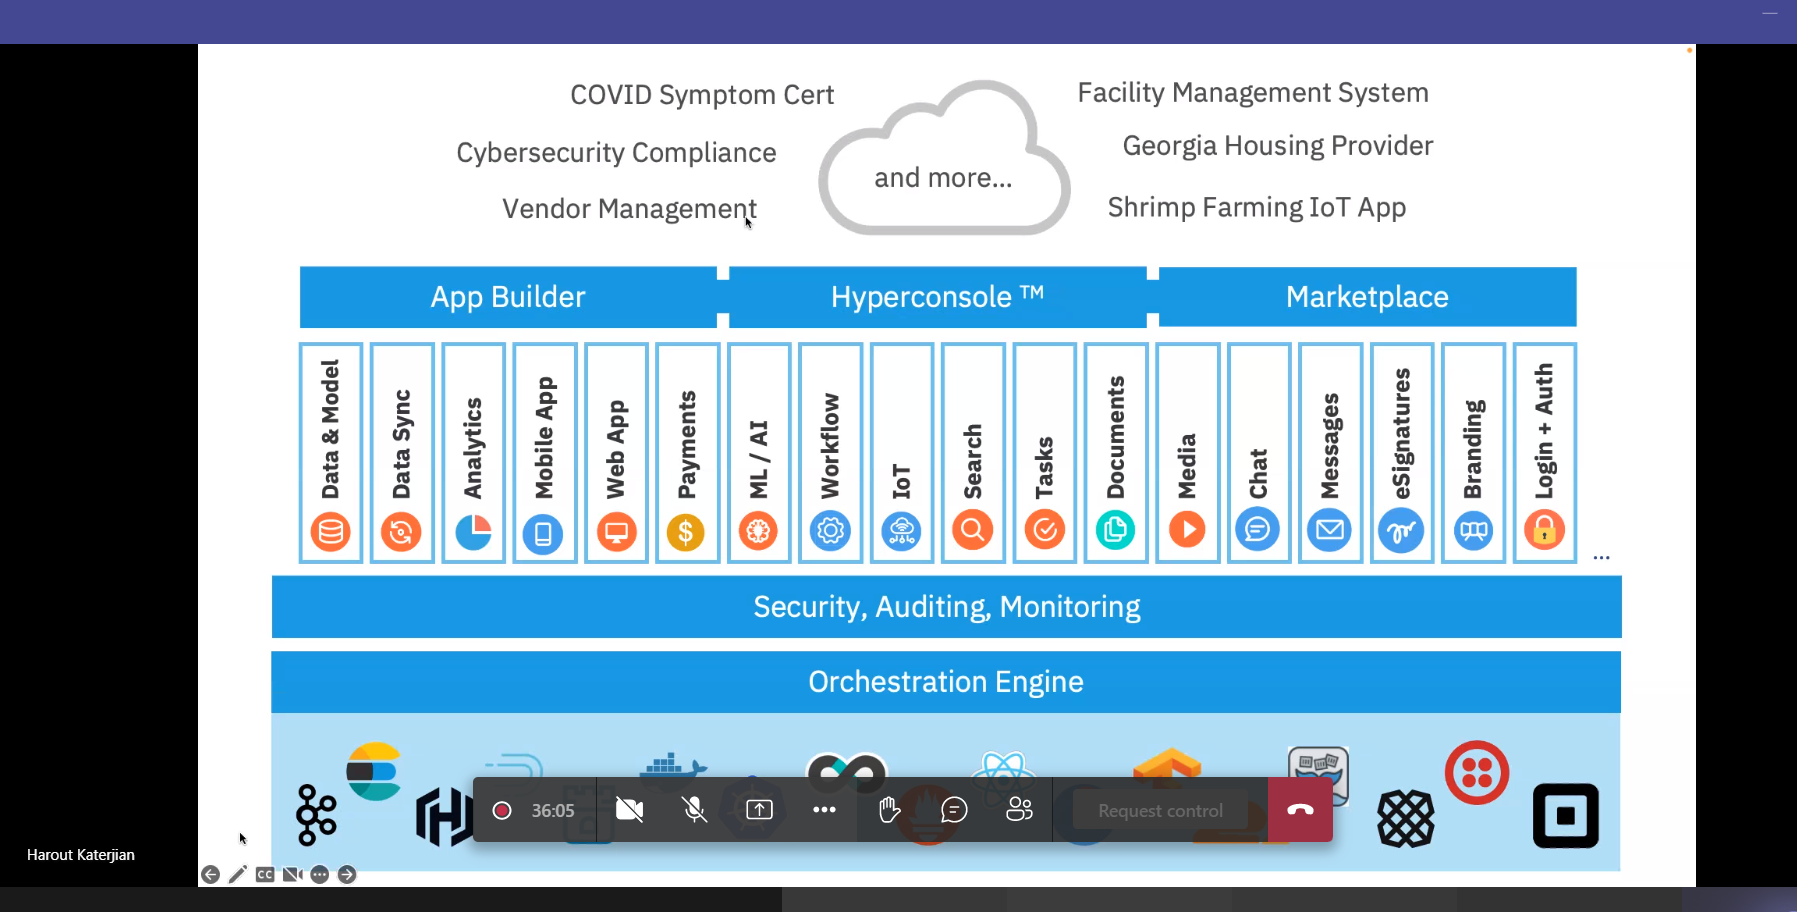 COVID Symptom Cert
Facility Management System
Cybersecurity Compliance
and more...
Georgia Housing Provider
Vendor Management
Shrimp Farming IoT App
App Builder
Hyperconsole ™
Marketplace
Data & Model
Data Sync
Analytics
Mobile App
Web App
Payments
ML / AI
Workflow
IoT
Search
Tasks
Documents
Media
Chat
Messages
eSignatures
Branding
Login + Auth
...
Security, Auditing, Monitoring
Orchestration Engine
36:05
Request control
Harout Katerjian
CC